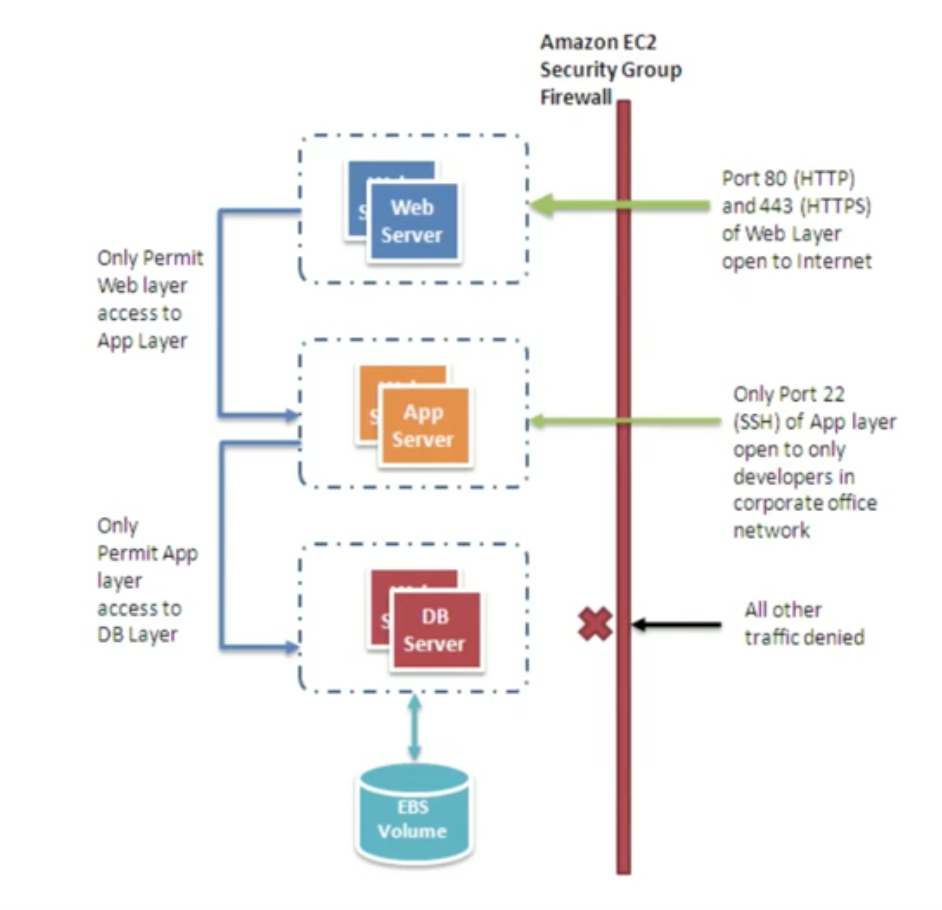 Amazon EC2
Security Group
Firewall
Web
Server
Port 80 (HTTP)
and 443 (HTTPS)
of Web Layer
open to Internet
Only Permit
Web layer
access to
App Layer
App
Server
Only Port 22
(SSH) of App layer
open to only
developers in
corporate office
network
Only
Permit App
layer
access to
DB Layer
DB
Server
All other
traffic denied
EBS
Volume